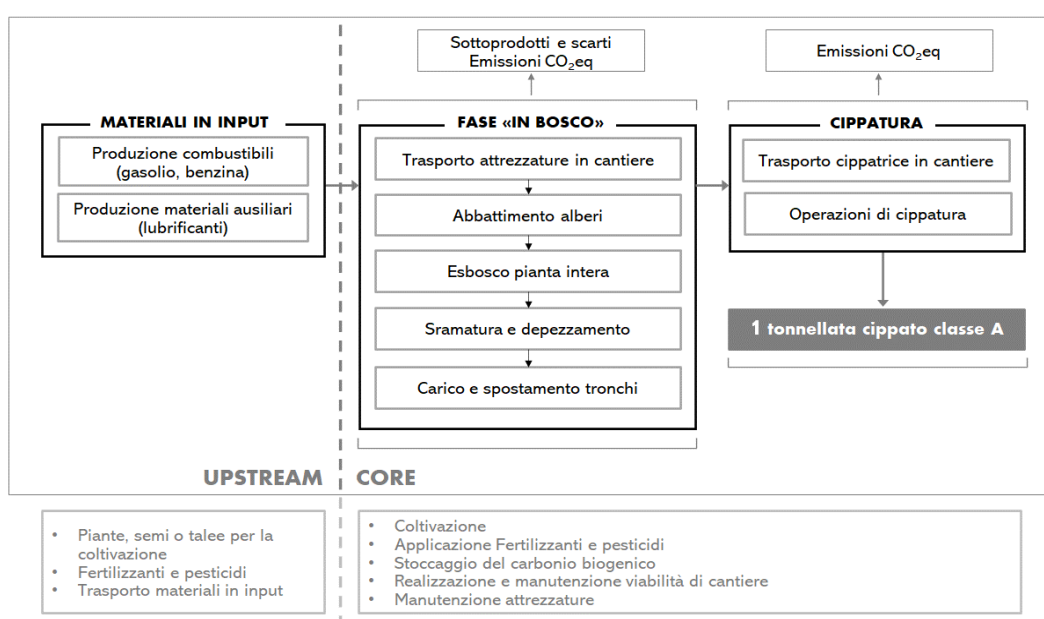 Sottoprodotti e scarti
Emissioni CO₂eq
Emissioni CO₂eq
MATERIALI IN INPUT
Produzione combustibili
(gasolio, benzina)
Produzione materiali ausiliari
(lubrificanti)
FASE «IN BOSCO»
Trasporto attrezzature in cantiere
Abbattimento alberi
Esbosco pianta intera
Sramatura e depezzamento
Carico e spostamento tronchi
CIPPATURA
Trasporto cippatrice in cantiere
Operazioni di cippatura
1 tonnellata cippato classe A
UPSTREAM
CORE
• Piante, semi o talee per la
coltivazione
• Fertilizzanti e pesticidi
• Trasporto materiali in input
• Coltivazione
• Applicazione Fertilizzanti e pesticidi
• Stoccaggio del carbonio biogenico
• Realizzazione e manutenzione viabilità di cantiere
• Manutenzione attrezzature